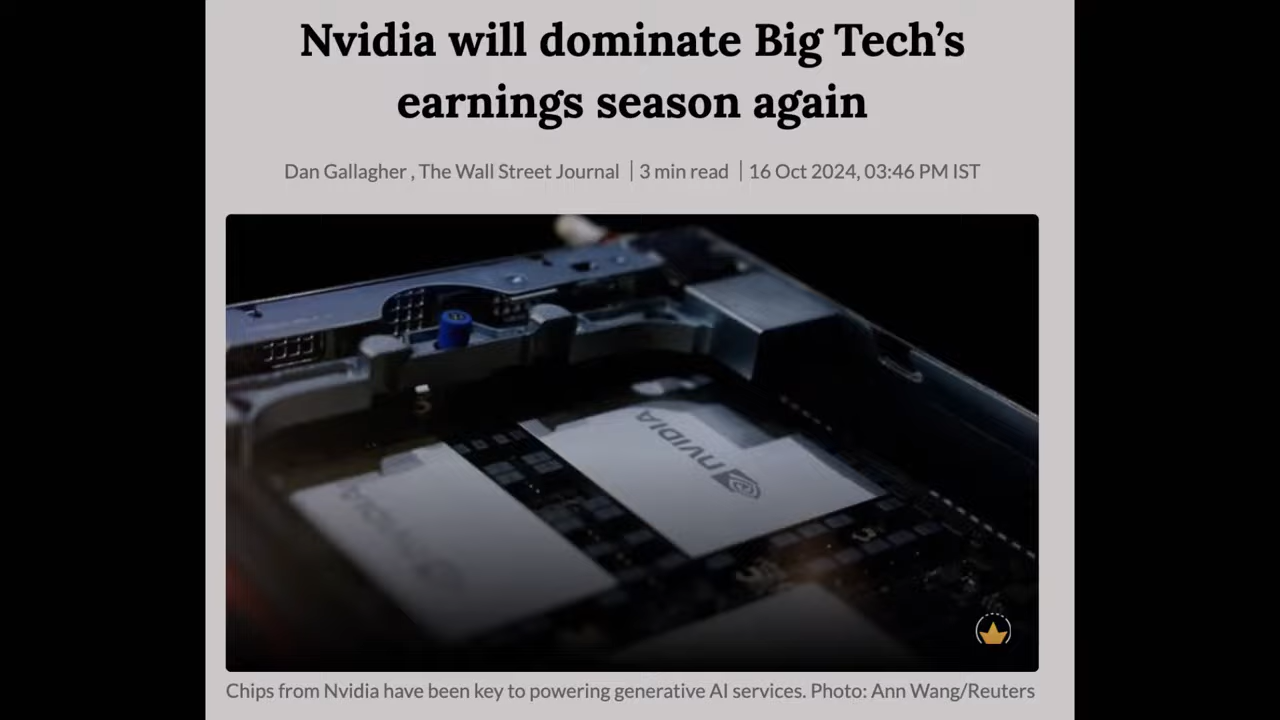 Nvidia will dominate Big Tech’s
earnings season again
Dan Gallagher , The Wall Street Journal | 3 min read | 16 Oct 2024, 03:46 PM IST
NVIDIA
NVIDIA
Chips from Nvidia have been key to powering generative AI services. Photo: Ann Wang/Reuters